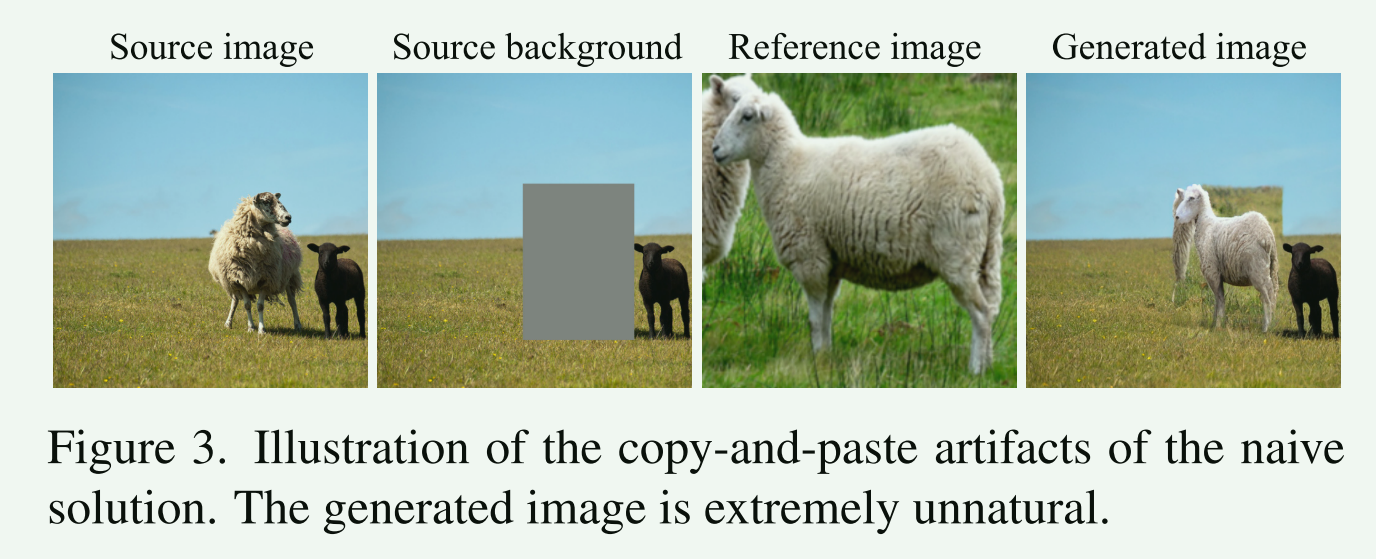 Source image
Source background
Reference image
Generated image
Figure 3. Illustration of the copy-and-paste artifacts of the naive
solution. The generated image is extremely unnatural.